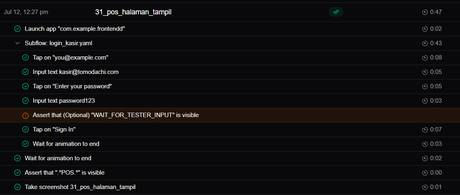 Jul 12, 12:27 pm 31_pos_halaman_tampil 0:47
Launch app "com.example.frontendd" 0:02
Subflow: login_kasir.yaml 0:43
Tap on "you@example.com" 0:08
Input text kasir@tomodachi.com 0:05
Tap on "Enter your password" 0:05
Input text password123 0:03
Assert that (Optional) "WAIT_FOR_TESTER_INPUT" is visible
Tap on "Sign In" 0:07
Wait for animation to end 0:03
Wait for animation to end 0:02
Assert that ".*POS.*" is visible 0:00
Take screenshot 31_pos_halaman_tampil 0:01